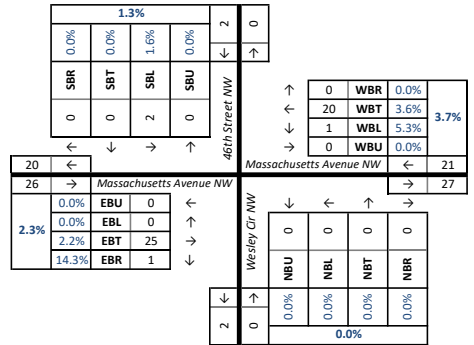 1.3% 2 0
0.0% 0.0% 1.6% 0.0% ↓ ↑
SBR SBT SBL SBU
0 0 2 0
← ↓ → ↑
46th Street NW
↑ 0 WBR 0.0%
← 20 WBT 3.6%
↓ 1 WBL 5.3%
0 WBU 0.0%
3.7%
20 ← Massachusetts Avenue NW ← 21
26 → Massachusetts Avenue NW → 27
2.3%
0.0% EBU 0 ←
0.0% EBL 0 ↑
2.2% EBT 25 →
14.3% EBR 1 ↓
Wesley Cir NW
↓ ← ↑ →
0 0 0 0
NBU NBL NBT NBR
↓ ↑ 0.0% 0.0% 0.0% 0.0%
2 0 0.0%